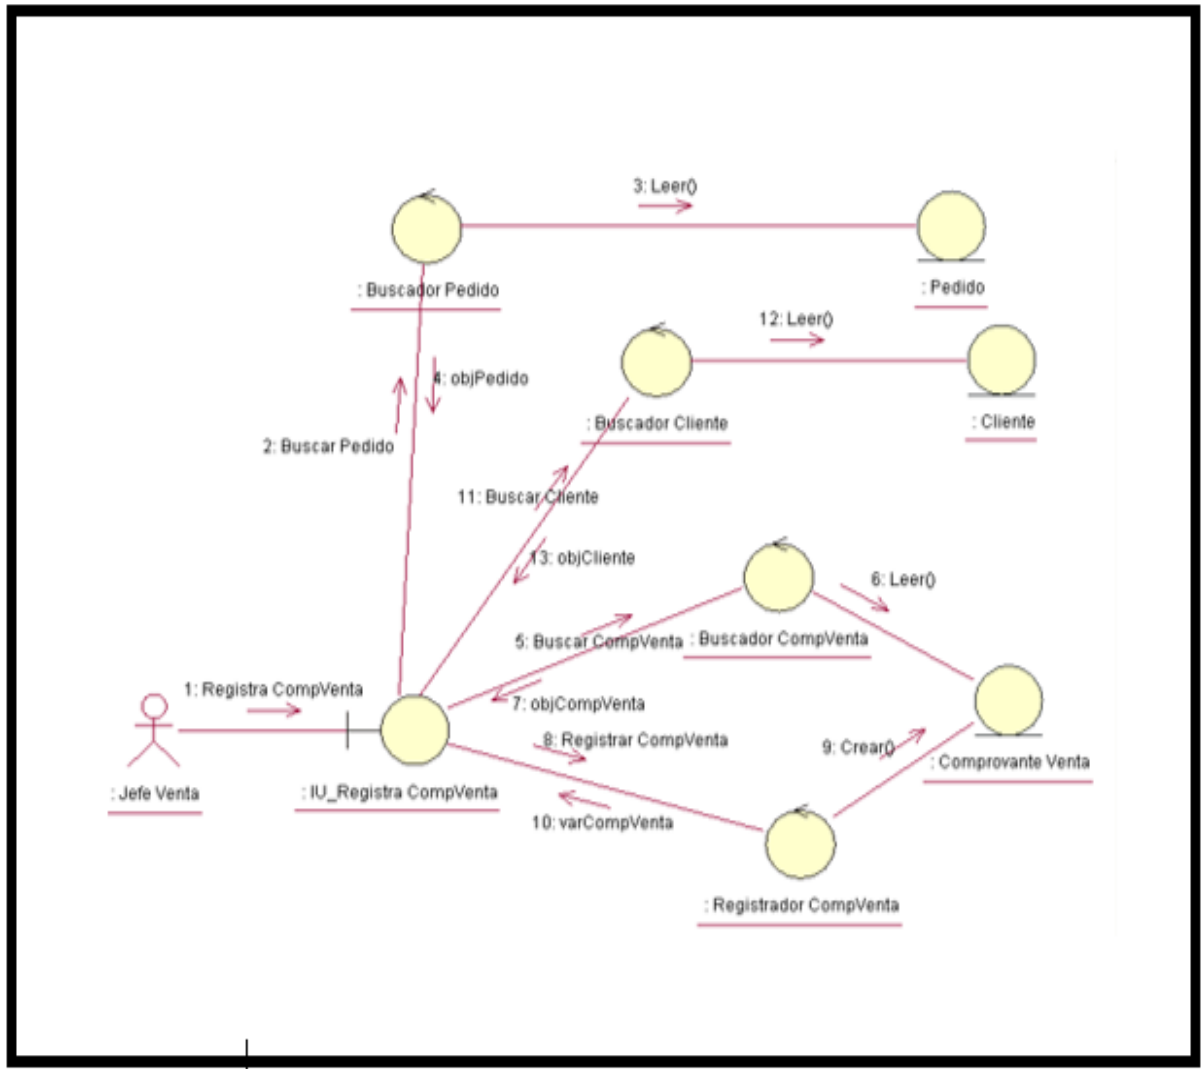 3: Leer()
: Buscador Pedido
: Pedido
12: Leer()
4: objPedido
: Buscador Cliente
: Cliente
2: Buscar Pedido
11: Buscar Cliente
13: objCliente
6: Leer()
5: Buscar CompVenta
: Buscador CompVenta
1: Registra CompVenta
7: objCompVenta
8: Registrar CompVenta
9: Crear()
: Comprovante Venta
: Jefe Venta
: IU_Registra CompVenta
10: varCompVenta
: Registrador CompVenta